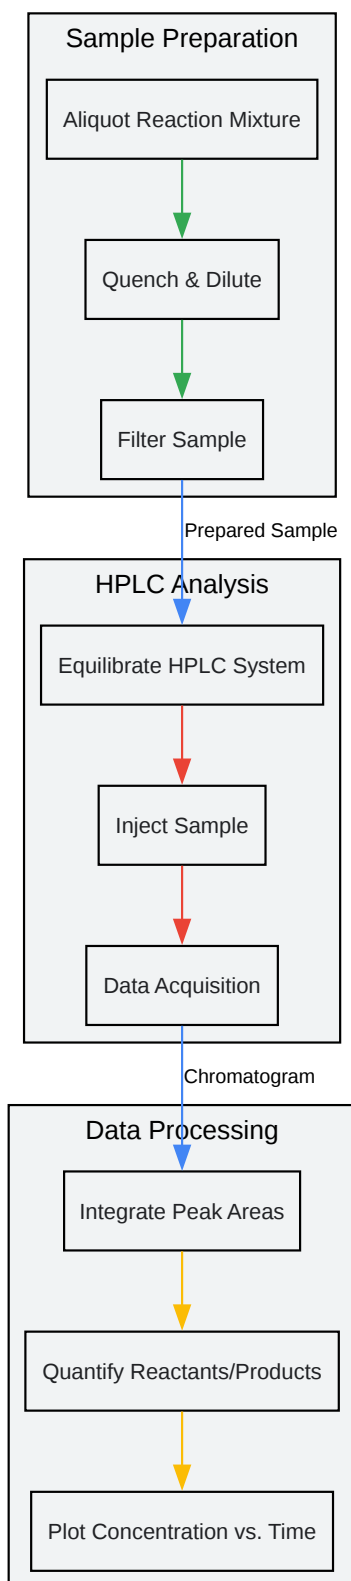 Sample Preparation
Aliquot Reaction Mixture
Quench & Dilute
Filter Sample
Prepared Sample
HPLC Analysis
Equilibrate HPLC System
Inject Sample
Data Acquisition
Chromatogram
Data Processing
Integrate Peak Areas
Quantify Reactants/Products
Plot Concentration vs. Time